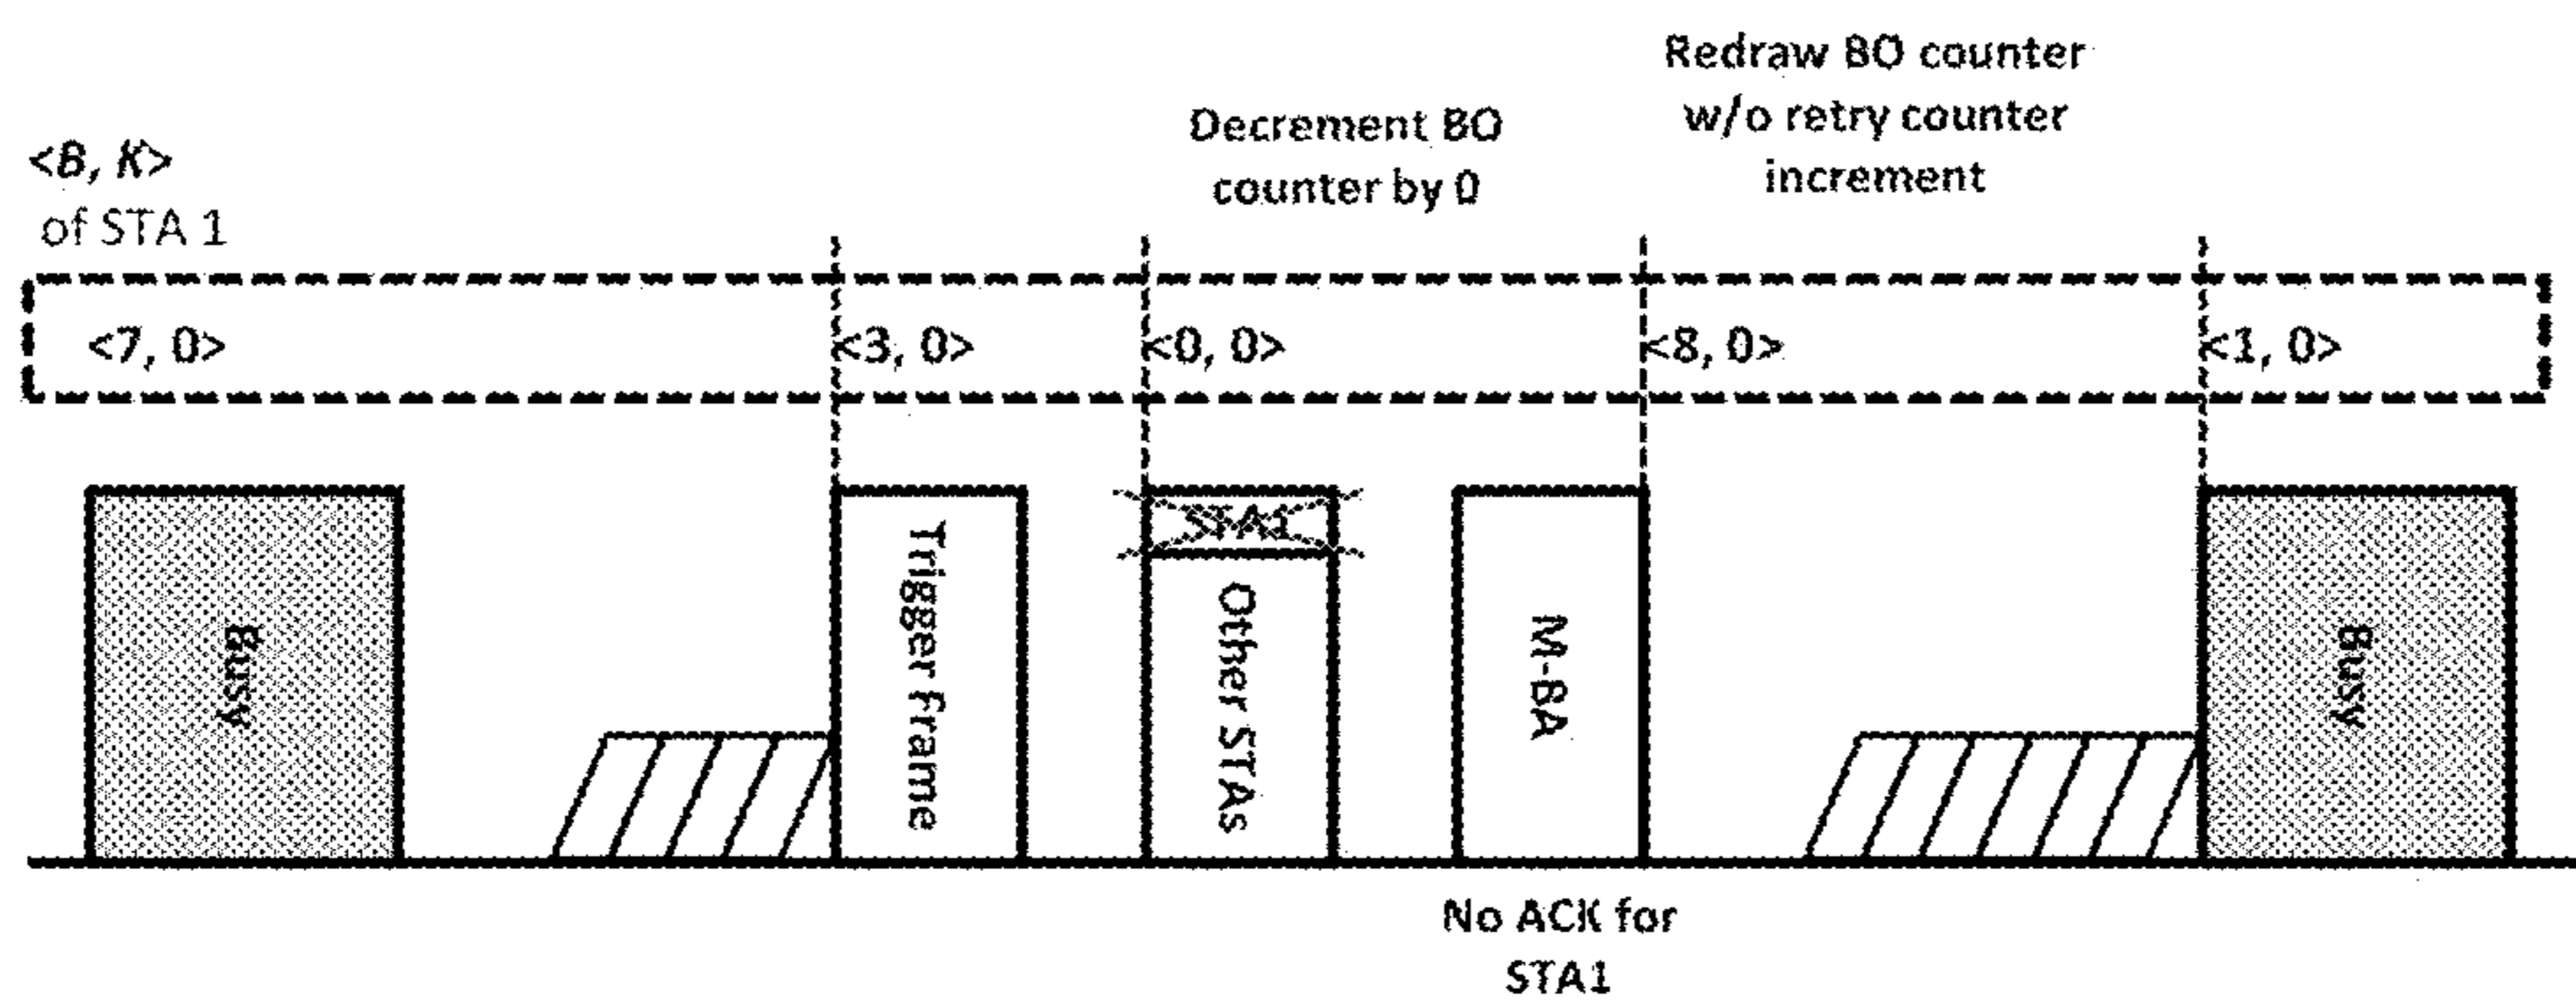 Redraw BO counter
w/o retry counter
increment
Decrement BO
counter by 0
<B, K>
of STA 1
<7, 0>
<3, 0>
<0, 0>
<8, 0>
<1, 0>
Busy
Trigger frame
STA1
Other STAs
M-BA
Busy
No ACK for
STA1